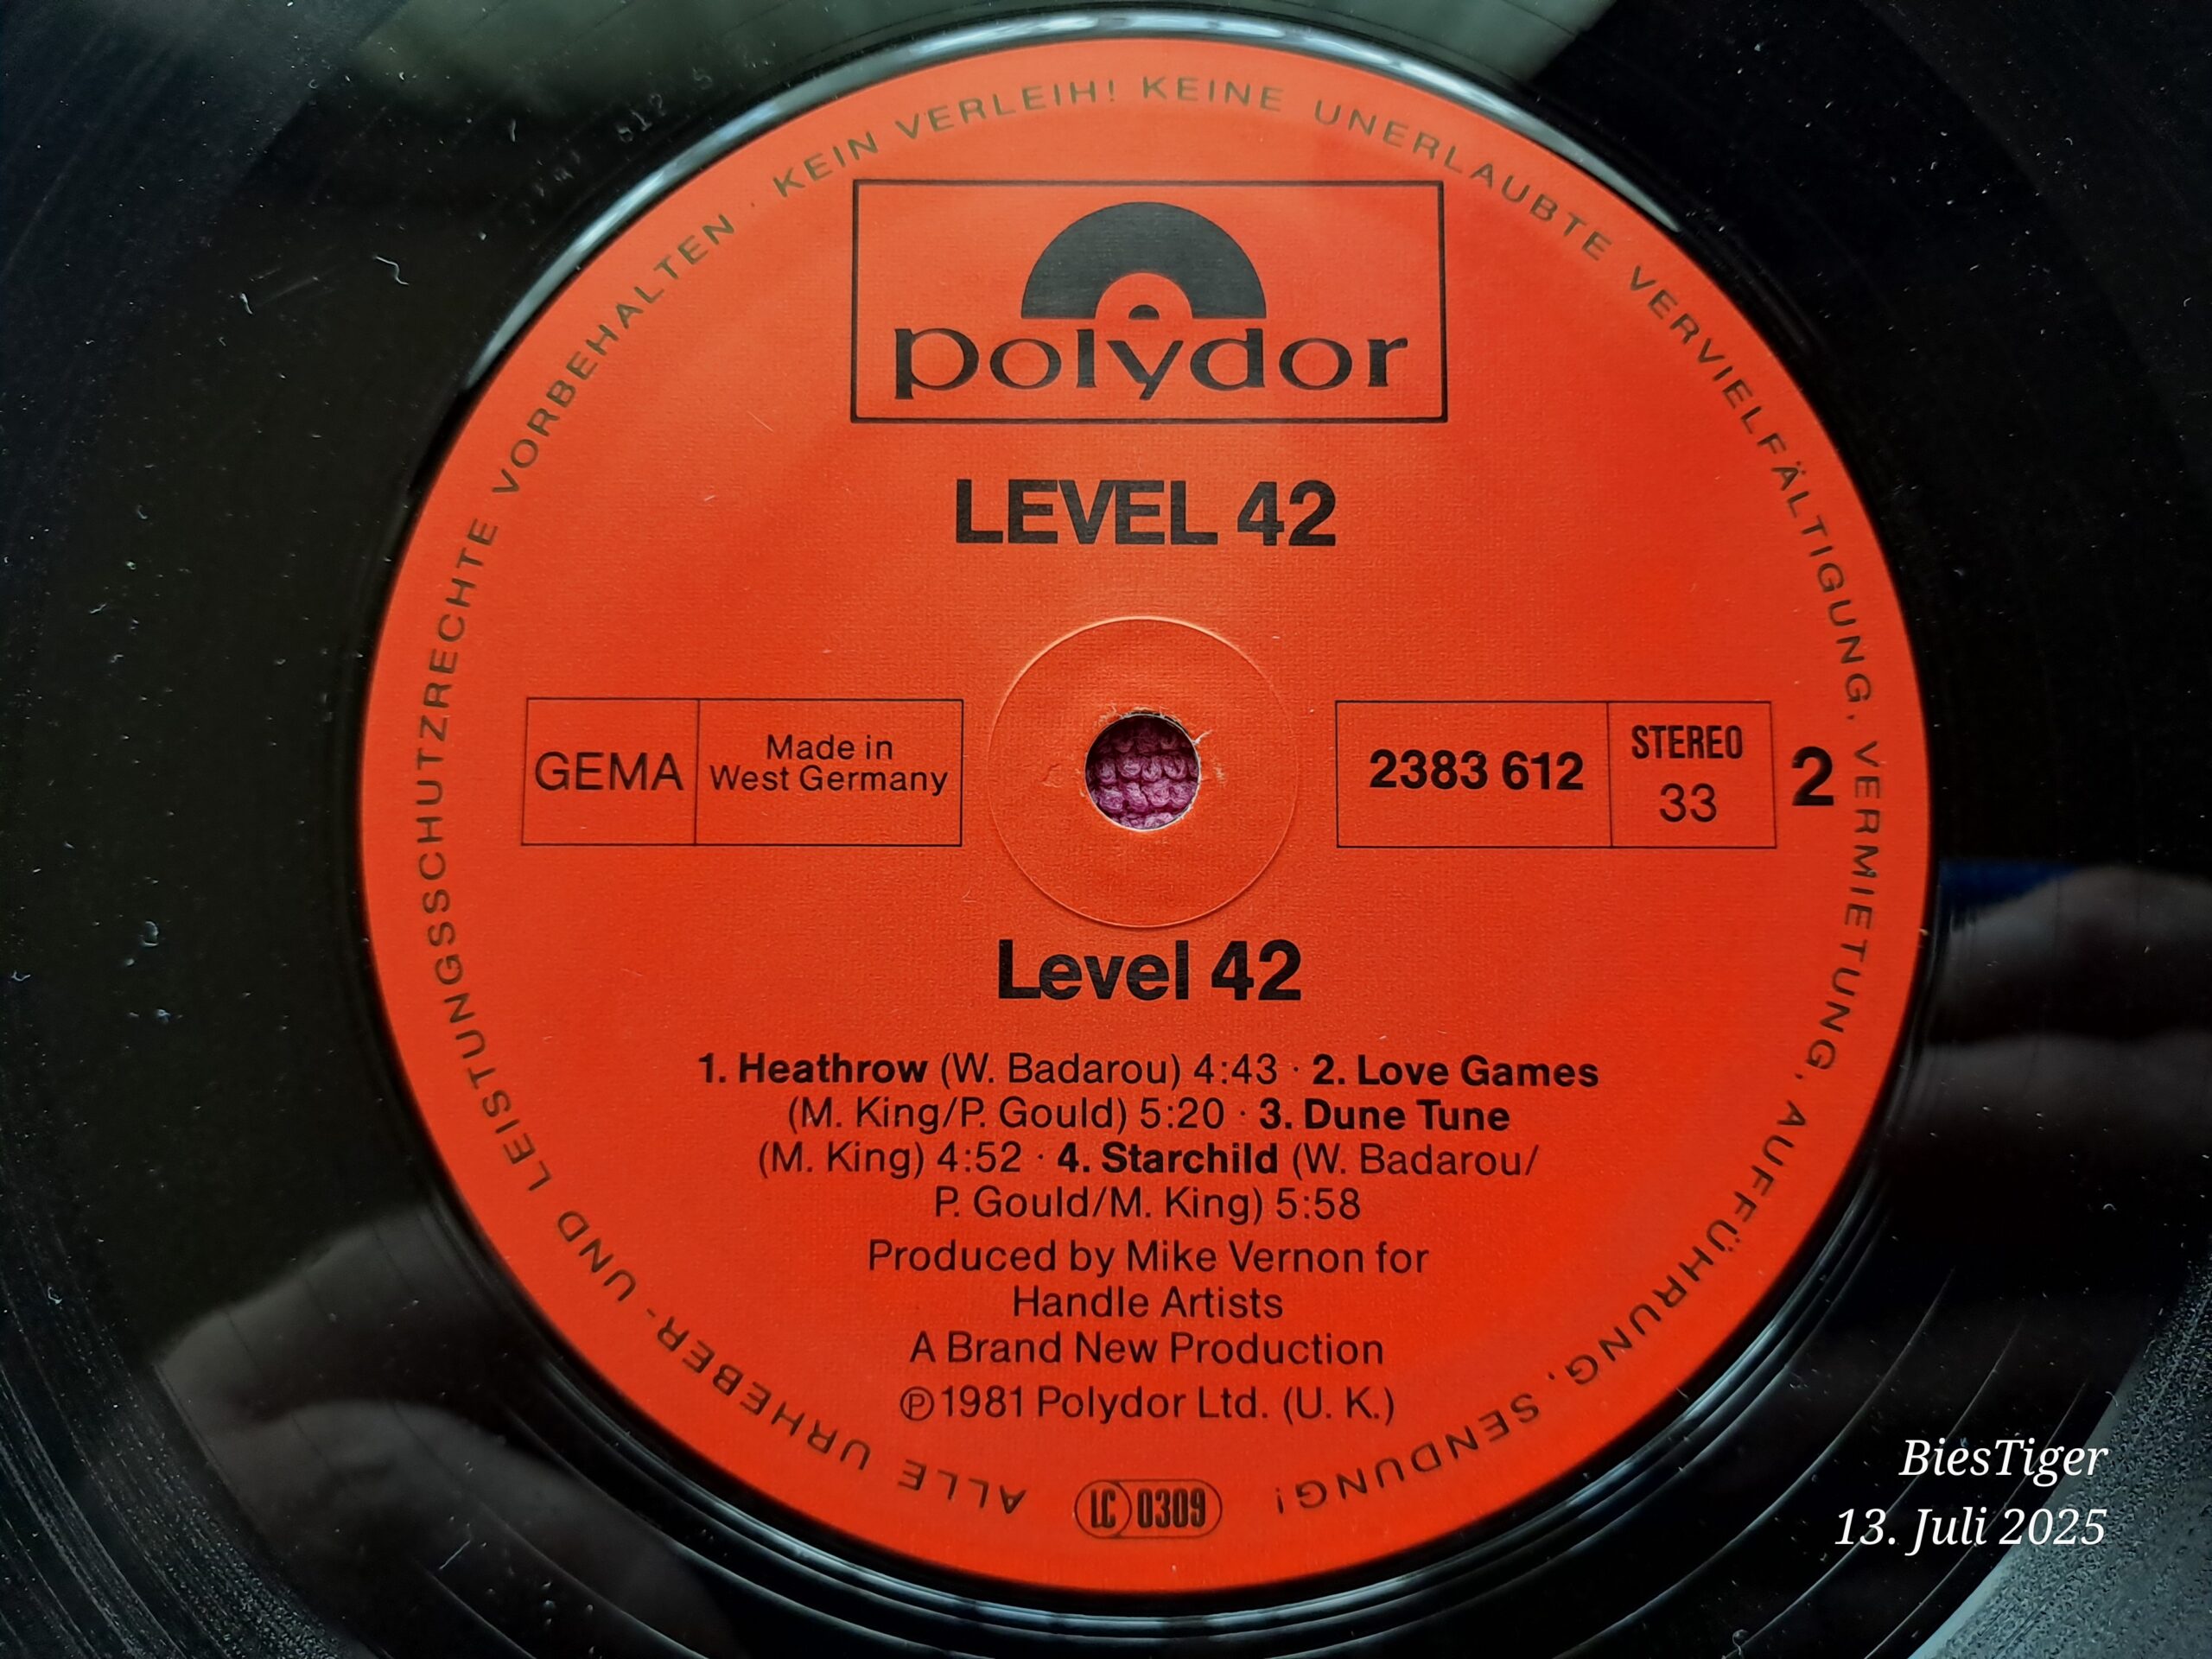 ALLE URHEBER- UND LEISTUNGSSCHUTZRECHTE VORBEHALTEN · KEIN VERLEIH! KEINE UNERLAUBTE VERVIELFÄLTIGUNG, VERMIETUNG, AUFFÜHRUNG, SENDUNG!
polydor
LEVEL 42
GEMA
Made in
West Germany
2383 612
STEREO
33
2
Level 42
1. Heathrow (W. Badarou) 4:43 · 2. Love Games
(M. King/P. Gould) 5:20 · 3. Dune Tune
(M. King) 4:52 · 4. Starchild (W. Badarou/
P. Gould/M. King) 5:58
Produced by Mike Vernon for
Handle Artists
A Brand New Production
℗1981 Polydor Ltd. (U. K.)
LC 0309
BiesTiger
13. Juli 2025